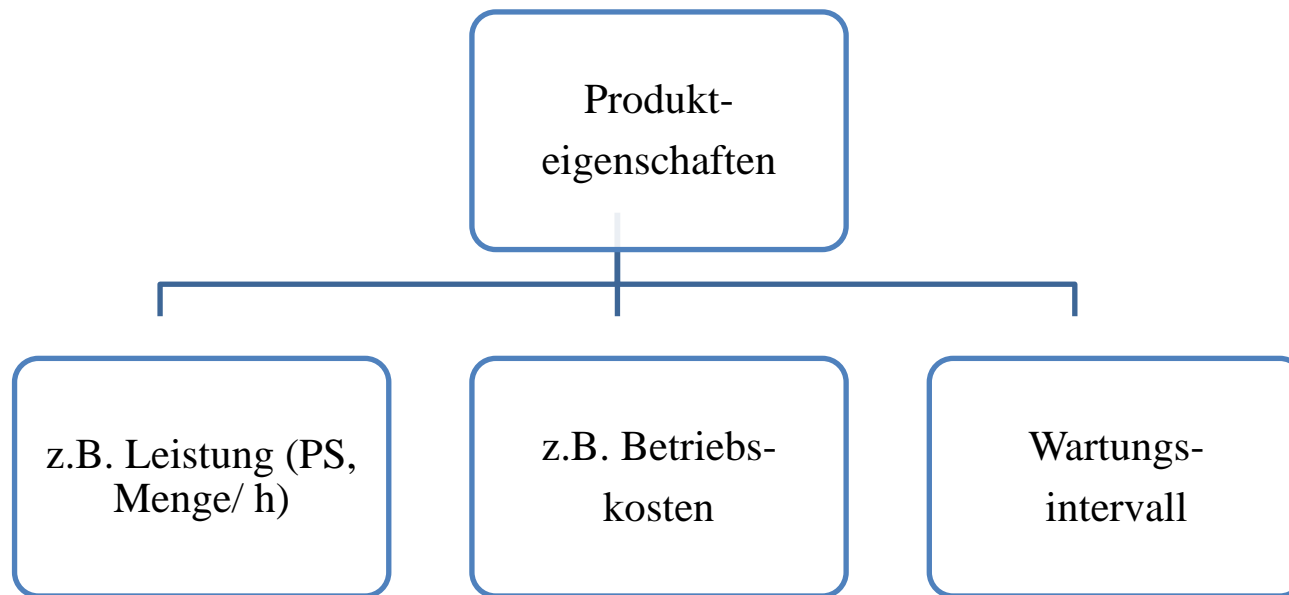 Produkt-
eigenschaften
z.B. Leistung (PS,
Menge/ h)
z.B. Betriebs-
kosten
Wartungs-
intervall